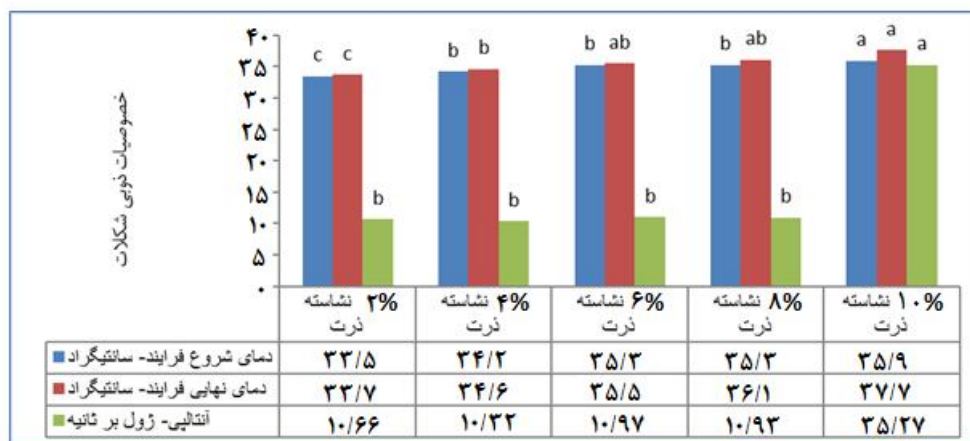 خصوصیات ذوبی شکلات
۴۰
۳۵
۳۰
۲۵
۲۰
۱۵
۱۰
۵
۰
c c b b b ab b ab a a a
b b b b
۲% نشاسته ذرت
۴% نشاسته ذرت
۶% نشاسته ذرت
۸% نشاسته ذرت
۱۰% نشاسته ذرت
دمای شروع فرایند- سانتیگراد ۳۳/۵ ۳۴/۲ ۳۵/۳ ۳۵/۳ ۳۵/۹
دمای نهایی فرایند- سانتیگراد ۳۳/۷ ۳۴/۶ ۳۵/۵ ۳۶/۱ ۳۷/۷
آنتالپی- ژول بر ثانیه ۱۰/۶۶ ۱۰/۳۲ ۱۰/۹۷ ۱۰/۹۳ ۳۵/۲۷